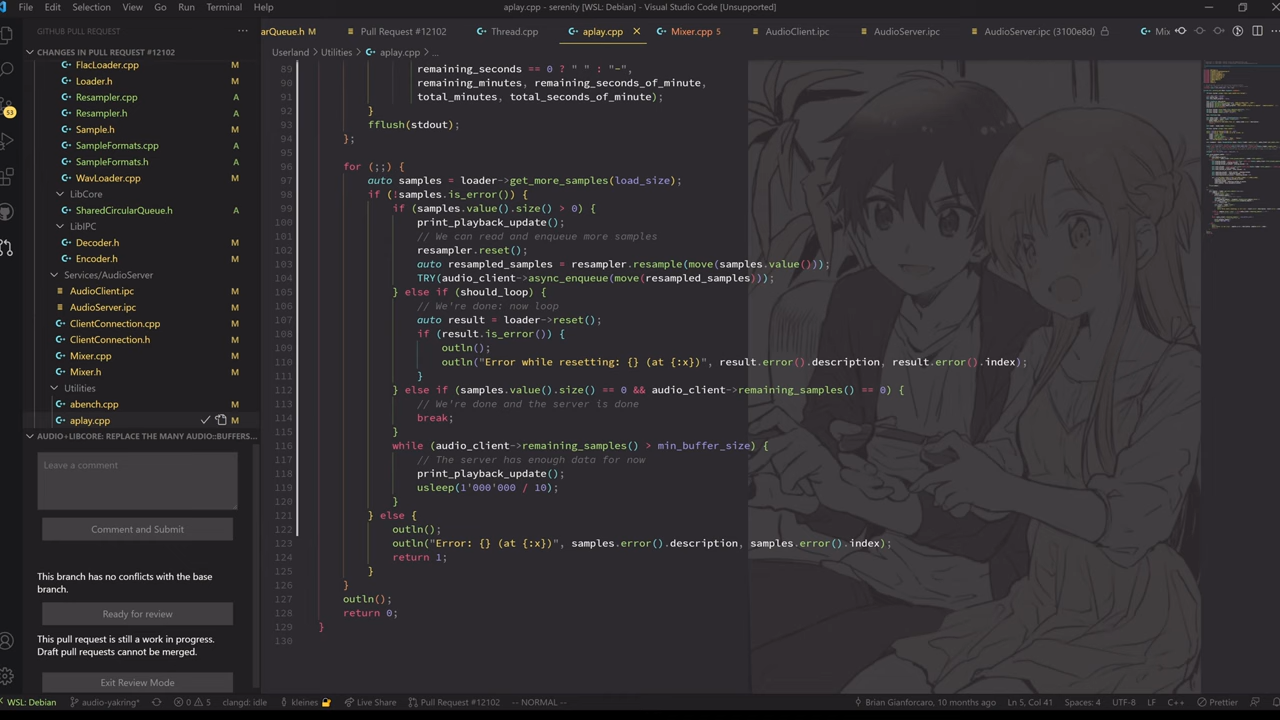 File Edit Selection View Go Run Terminal Help
aplay.cpp - serenity [WSL: Debian] - Visual Studio Code [Unsupported]
GITHUB PULL REQUEST ···
arQueue.h M Pull Request #12102 Thread.cpp aplay.cpp × Mixer.cpp 5 AudioClient.ipc AudioServer.ipc AudioServer.ipc (3100e8d) Mix
CHANGES IN PULL REQUEST #12102
Userland > Utilities > aplay.cpp > ...
FlacLoader.cpp M
Loader.h M
Resampler.cpp A
Resampler.h A
Sample.h M
SampleFormats.cpp A
SampleFormats.h A
WavLoader.cpp M
LibCore
SharedCircularQueue.h A
LibIPC
Decoder.h M
Encoder.h M
Services/AudioServer
AudioClient.ipc M
AudioServer.ipc M
ClientConnection.cpp M
ClientConnection.h M
Mixer.cpp M
Mixer.h M
Utilities
abench.cpp M
aplay.cpp M
53
AUDIO+LIBCORE: REPLACE THE MANY AUDIO::BUFFERS...
Leave a comment
Comment and Submit
This branch has no conflicts with the base
branch.
Ready for review
This pull request is still a work in progress.
Draft pull requests cannot be merged.
Exit Review Mode
89 remaining_seconds == 0 ? " " : "-",
90 remaining_minutes, remaining_seconds_of_minute,
91 total_minutes, total_seconds_of_minute);
92 }
93 fflush(stdout);
94 };
95
96 for (;;) {
97 auto samples = loader->get_more_samples(load_size);
98 if (!samples.is_error()) {
99 if (samples.value().size() > 0) {
100 print_playback_update();
101 // We can read and enqueue more samples
102 resampler.reset();
103 auto resampled_samples = resampler.resample(move(samples.value()));
104 TRY(audio_client->async_enqueue(move(resampled_samples)));
105 } else if (should_loop) {
106 // We're done: now loop
107 auto result = loader->reset();
108 if (result.is_error()) {
109 outln();
110 outln("Error while resetting: {} (at {:x})", result.error().description, result.error().index);
111 }
112 } else if (samples.value().size() == 0 && audio_client->remaining_samples() == 0) {
113 // We're done and the server is done
114 break;
115 }
116 while (audio_client->remaining_samples() > min_buffer_size) {
117 // The server has enough data for now
118 print_playback_update();
119 usleep(1'000'000 / 10);
120 }
121 } else {
122 outln();
123 outln("Error: {} (at {:x})", samples.error().description, samples.error().index);
124 return 1;
125 }
126 }
127 outln();
128 return 0;
129 }
130
WSL: Debian audio-yakring* 0 5 clangd: idle kleines Live Share Pull Request #12102 -- NORMAL -- Brian Gianforcaro, 10 months ago Ln 5, Col 41 Spaces: 4 UTF-8 LF C++ Prettier